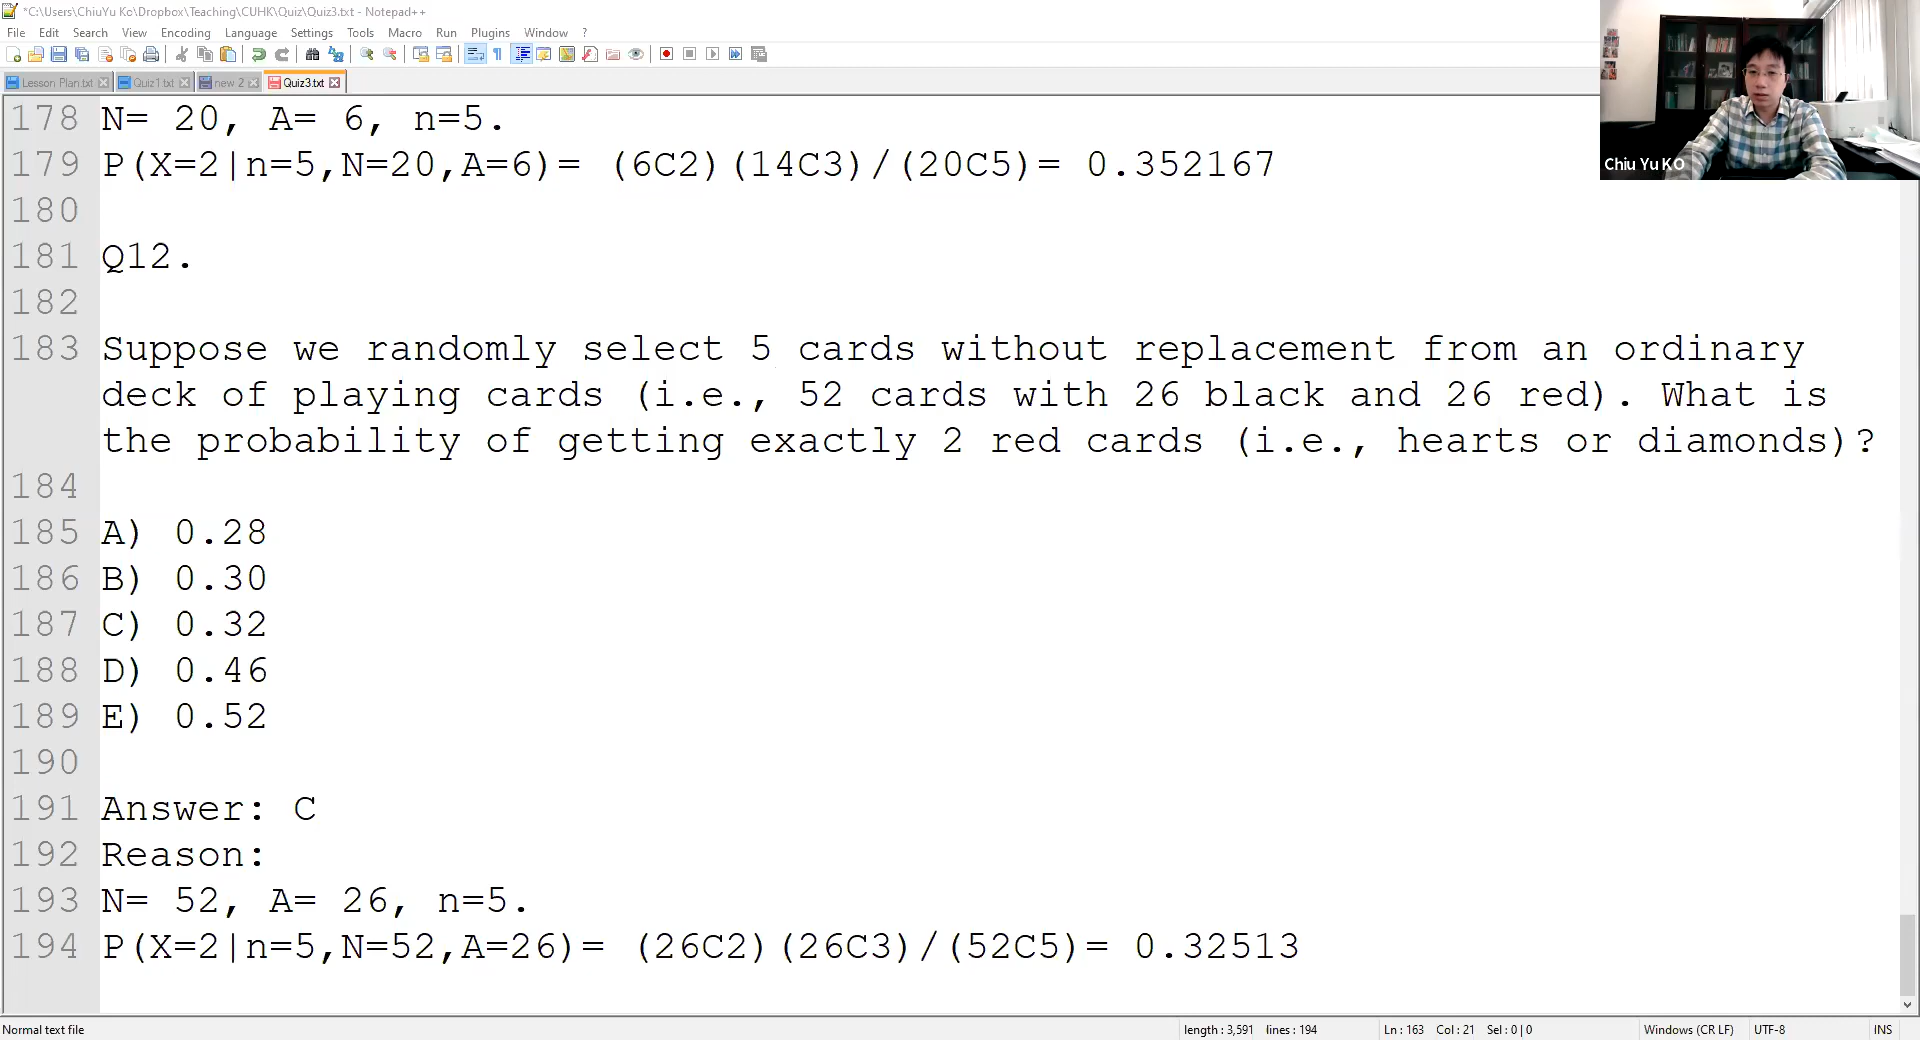 *C:\Users\ChiuYu Ko\Dropbox\Teaching\CUHK\Quiz\Quiz3.txt - Notepad++
File Edit Search View Encoding Language Settings Tools Macro Run Plugins Window ?
Lesson Plan.txt Quiz1.txt new 2 Quiz3.txt
Chiu Yu KO
178 N= 20, A= 6, n=5.
179 P(X=2|n=5,N=20,A=6)= (6C2)(14C3)/(20C5)= 0.352167
180
181 Q12.
182
183 Suppose we randomly select 5 cards without replacement from an ordinary
deck of playing cards (i.e., 52 cards with 26 black and 26 red). What is
the probability of getting exactly 2 red cards (i.e., hearts or diamonds)?
184
185 A) 0.28
186 B) 0.30
187 C) 0.32
188 D) 0.46
189 E) 0.52
190
191 Answer: C
192 Reason:
193 N= 52, A= 26, n=5.
194 P(X=2|n=5,N=52,A=26)= (26C2)(26C3)/(52C5)= 0.32513
Normal text file length : 3,591 lines : 194 Ln : 163 Col : 21 Sel : 0 | 0 Windows (CR LF) UTF-8 INS